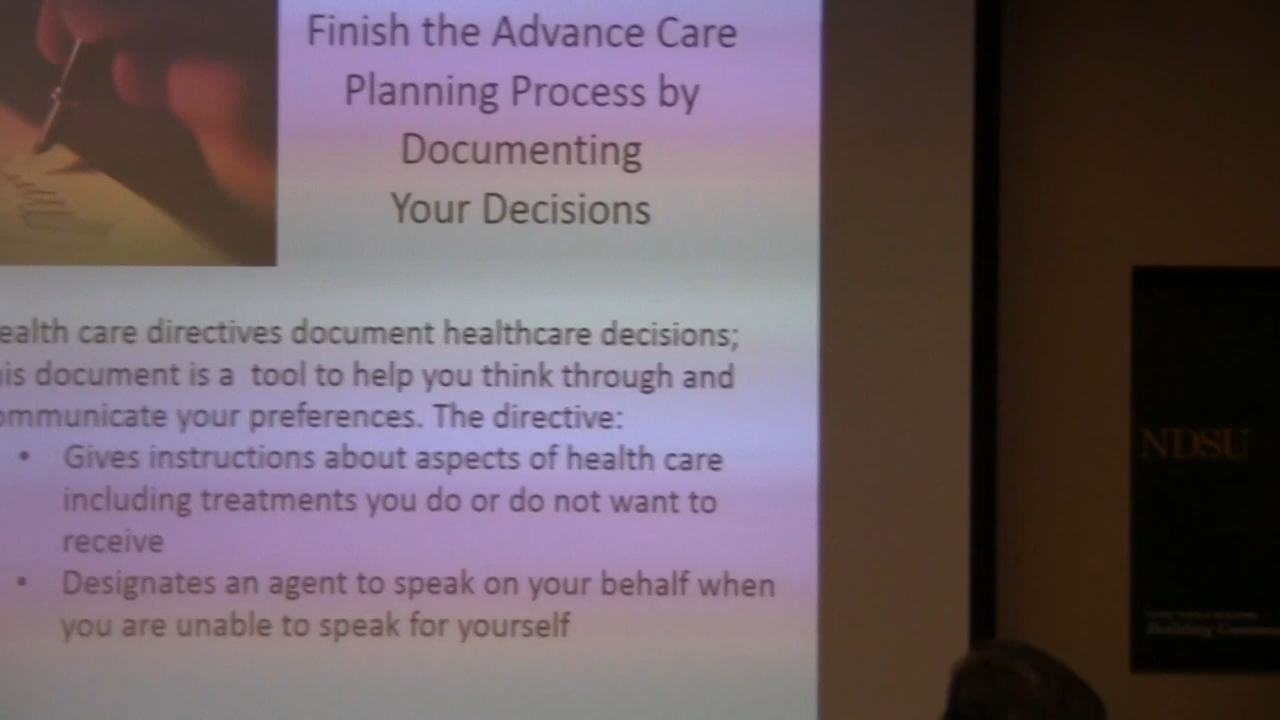 Finish the Advance Care
Planning Process by
Documenting
Your Decisions
ealth care directives document healthcare decisions;
is document is a tool to help you think through and
ommunicate your preferences. The directive:
• Gives instructions about aspects of health care
including treatments you do or do not want to
receive
• Designates an agent to speak on your behalf when
you are unable to speak for yourself
NDSU
Building